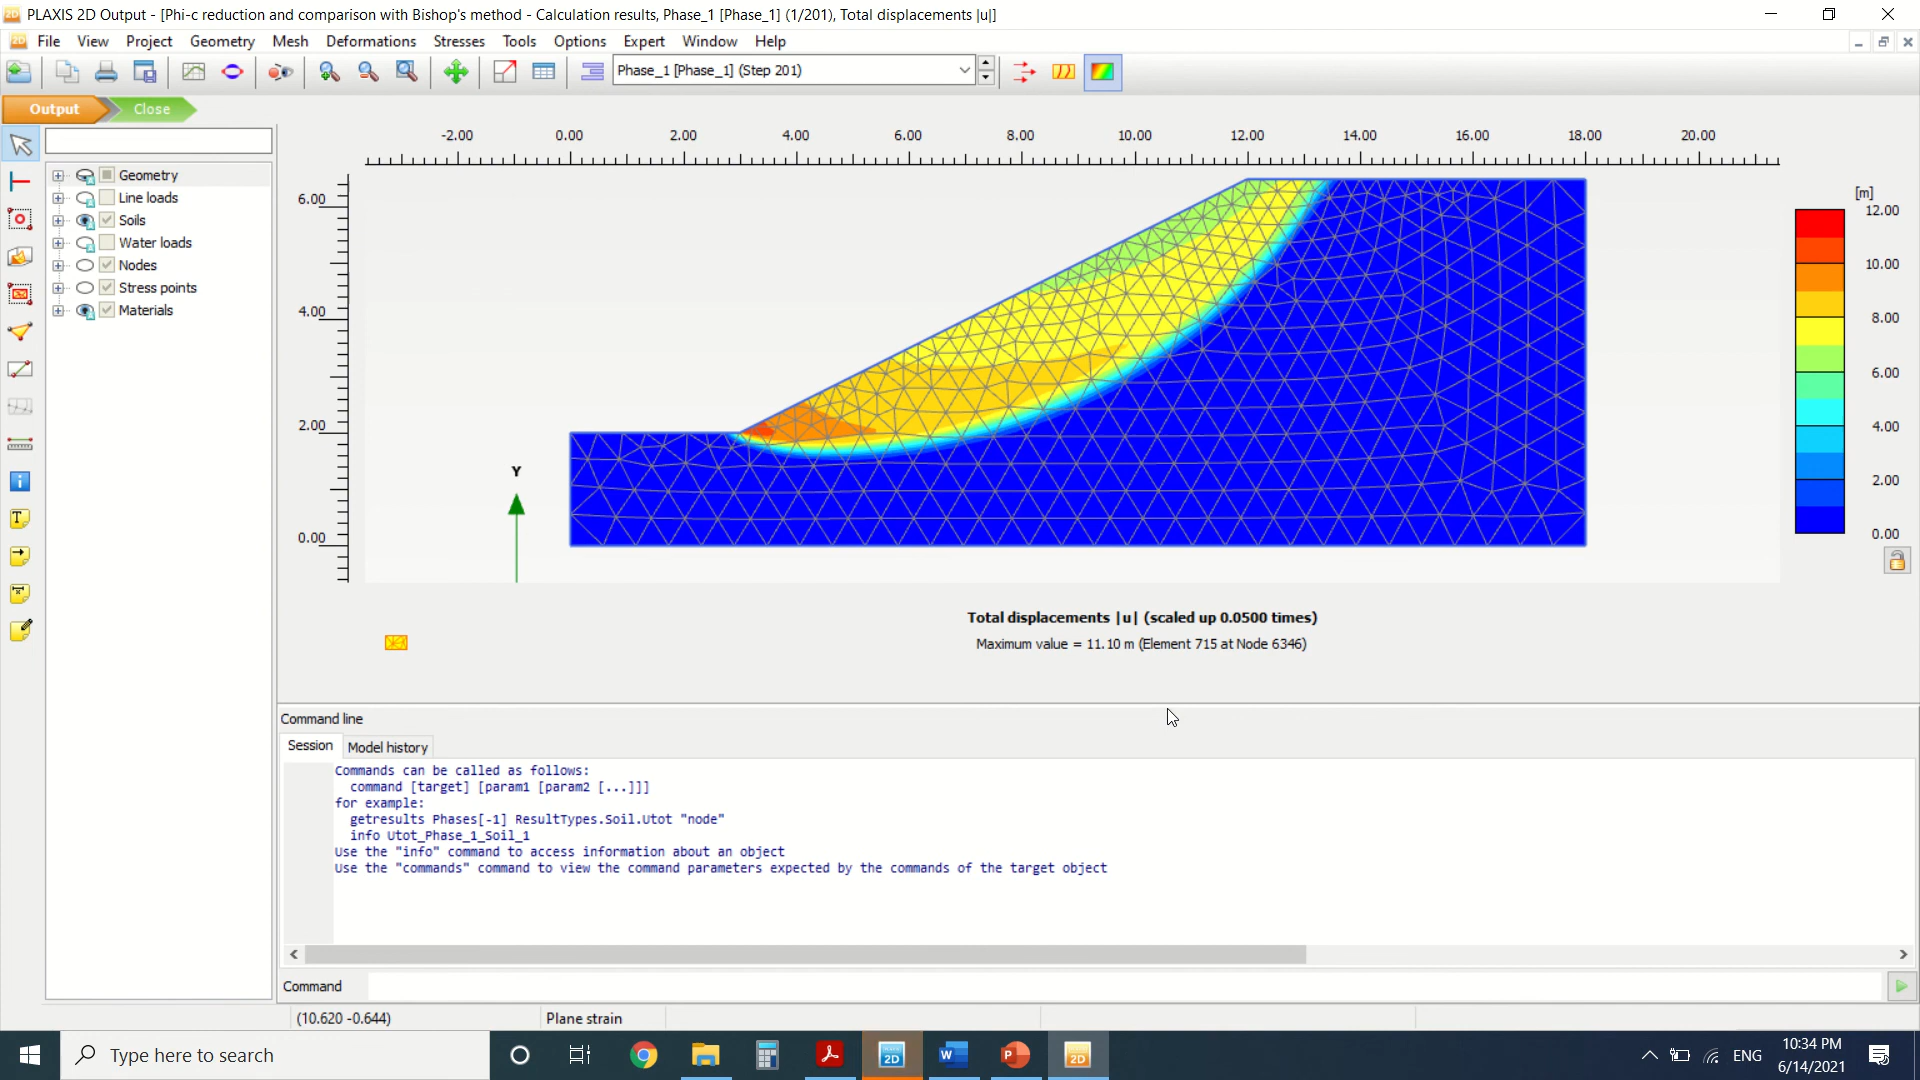 PLAXIS 2D Output - [Phi-c reduction and comparison with Bishop's method - Calculation results, Phase_1 [Phase_1] (1/201), Total displacements |u|]
File View Project Geometry Mesh Deformations Stresses Tools Options Expert Window Help
Phase_1 [Phase_1] (Step 201)
Output Close
-2.00 0.00 2.00 4.00 6.00 8.00 10.00 12.00 14.00 16.00 18.00 20.00
Geometry
Line loads
Soils
Water loads
Nodes
Stress points
Materials
6.00
4.00
2.00
0.00
Y
[m]
12.00
10.00
8.00
6.00
4.00
2.00
0.00
Total displacements |u| (scaled up 0.0500 times)
Maximum value = 11.10 m (Element 715 at Node 6346)
Command line
Session Model history
Commands can be called as follows:
command [target] [param1 [param2 [...]]]
for example:
getresults Phases[-1] ResultTypes.Soil.Utot "node"
info Utot_Phase_1_Soil_1
Use the "info" command to access information about an object
Use the "commands" command to view the command parameters expected by the commands of the target object
Command
(10.620 -0.644) Plane strain
Type here to search
ENG
10:34 PM
6/14/2021